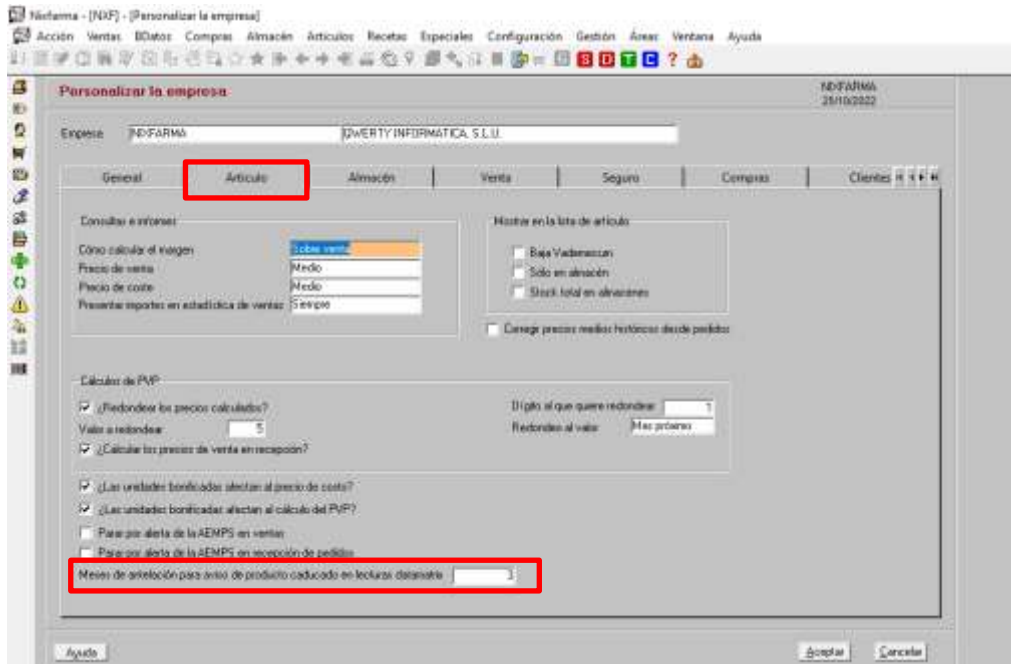 Nixfarma - [NXF] - [Personalizar la empresa]
Acción Ventas BDatos Compras Almacén Artículos Recetas Especiales Configuración Gestión Áreas Ventana Ayuda
S D T C ?
Personalizar la empresa
NIXFARMA
25/10/2022
Empresa NIXFARMA QWERTY INFORMATICA, S.L.U.
General Artículo Almacén Venta Seguro Compras Clientes
Consultas e informes
Cómo calcular el margen Sobre venta
Precio de venta Medio
Precio de coste Medio
Presentar importes en estadística de ventas Siempre
Mostrar en la lista de artículo
Baja Vademecum
Sólo en almacén
Stock total en almacenes
Corregir precios medios históricos desde pedidos
Cálculos de PVP
¿Redondear los precios calculados?
Valor a redondear 5
¿Calcular los precios de venta en recepción?
Dígito al que quiere redondear 1
Redondeo al valor Mas próximo
¿Las unidades bonificadas afectan al precio de costo?
¿Las unidades bonificadas afectan al cálculo del PVP?
Parar por alerta de la AEMPS en ventas
Parar por alerta de la AEMPS en recepción de pedidos
Meses de antelación para aviso de producto caducado en lecturas datamatrix 3
Ayuda Aceptar Cancelar